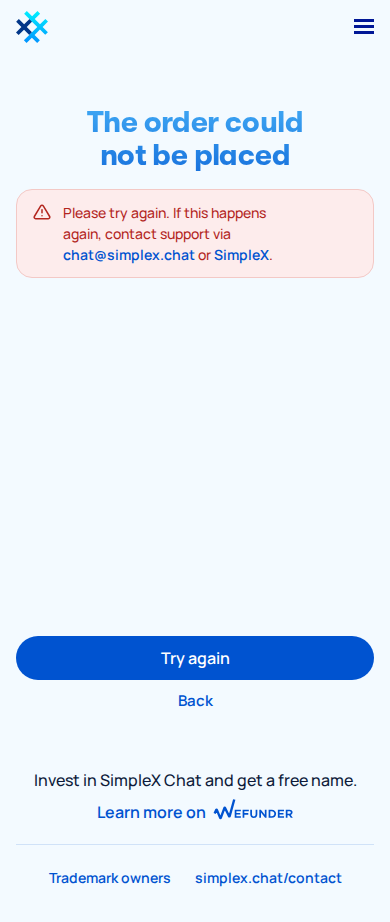 The order could
not be placed
Please try again. If this happens
again, contact support via
chat@simplex.chat or SimpleX.
Try again
Back
Invest in SimpleX Chat and get a free name.
Learn more on WEFUNDER
Trademark owners simplex.chat/contact